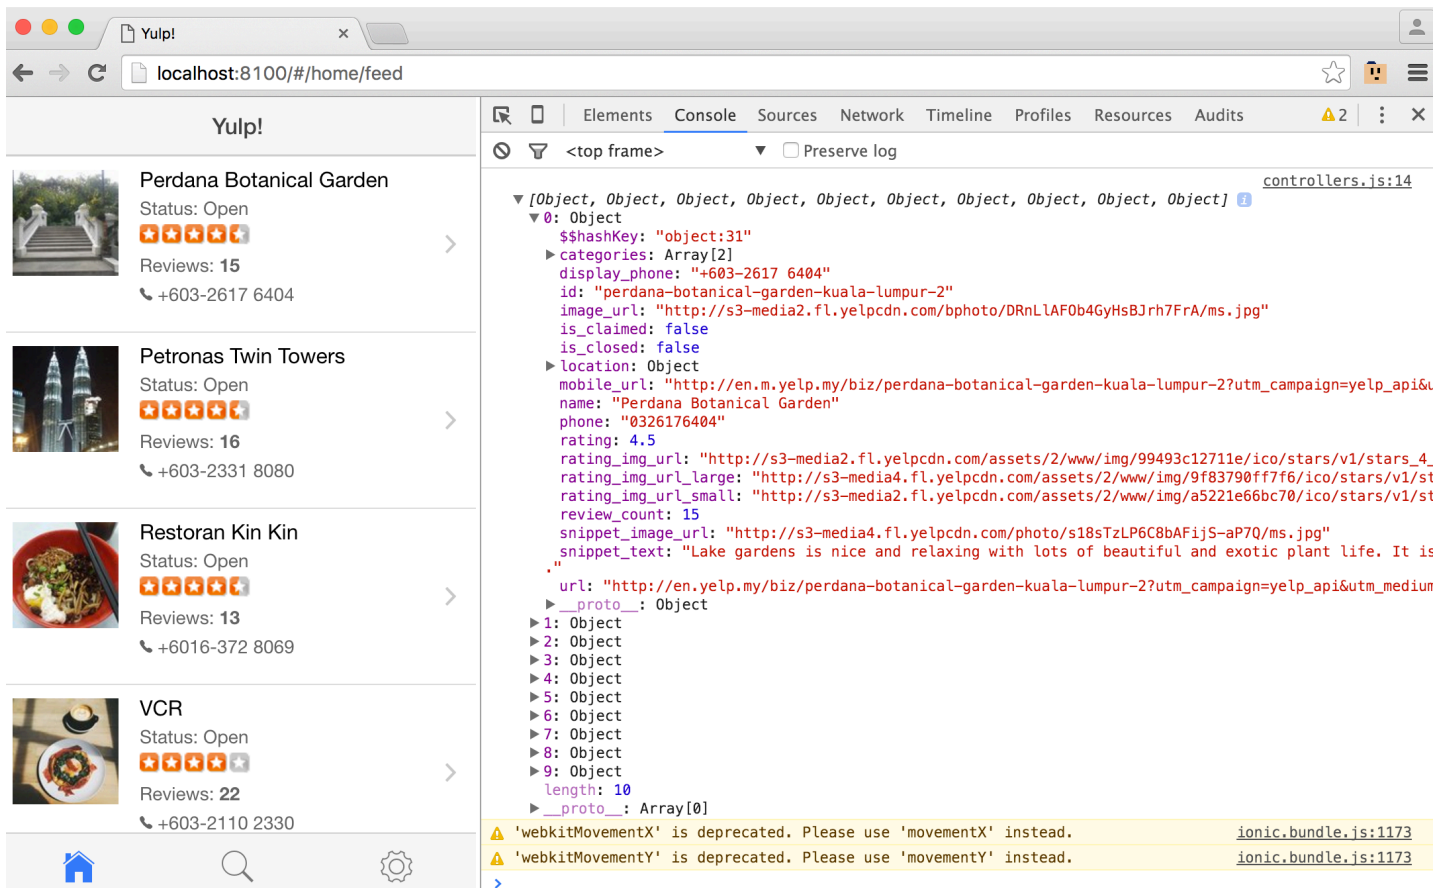 Yulp!
localhost:8100/#/home/feed
Yulp!
Perdana Botanical Garden
Status: Open
Reviews: 15
+603-2617 6404
Petronas Twin Towers
Status: Open
Reviews: 16
+603-2331 8080
Restoran Kin Kin
Status: Open
Reviews: 13
+6016-372 8069
VCR
Status: Open
Reviews: 22
+603-2110 2330
Elements Console Sources Network Timeline Profiles Resources Audits 2
<top frame> Preserve log
controllers.js:14
[Object, Object, Object, Object, Object, Object, Object, Object, Object, Object]
0: Object
$$hashKey: "object:31"
categories: Array[2]
display_phone: "+603-2617 6404"
id: "perdana-botanical-garden-kuala-lumpur-2"
image_url: "http://s3-media2.fl.yelpcdn.com/bphoto/DRnLlAFOb4GyHsBJrh7FrA/ms.jpg"
is_claimed: false
is_closed: false
location: Object
mobile_url: "http://en.m.yelp.my/biz/perdana-botanical-garden-kuala-lumpur-2?utm_campaign=yelp_api&u
name: "Perdana Botanical Garden"
phone: "0326176404"
rating: 4.5
rating_img_url: "http://s3-media2.fl.yelpcdn.com/assets/2/www/img/99493c12711e/ico/stars/v1/stars_4_
rating_img_url_large: "http://s3-media4.fl.yelpcdn.com/assets/2/www/img/9f83790ff7f6/ico/stars/v1/st
rating_img_url_small: "http://s3-media2.fl.yelpcdn.com/assets/2/www/img/a5221e66bc70/ico/stars/v1/st
review_count: 15
snippet_image_url: "http://s3-media4.fl.yelpcdn.com/photo/s18sTzLP6C8bAFijS-aP7Q/ms.jpg"
snippet_text: "Lake gardens is nice and relaxing with lots of beautiful and exotic plant life. It is
."
url: "http://en.yelp.my/biz/perdana-botanical-garden-kuala-lumpur-2?utm_campaign=yelp_api&utm_medium
__proto__: Object
1: Object
2: Object
3: Object
4: Object
5: Object
6: Object
7: Object
8: Object
9: Object
length: 10
__proto__: Array[0]
'webkitMovementX' is deprecated. Please use 'movementX' instead. ionic.bundle.js:1173
'webkitMovementY' is deprecated. Please use 'movementY' instead. ionic.bundle.js:1173